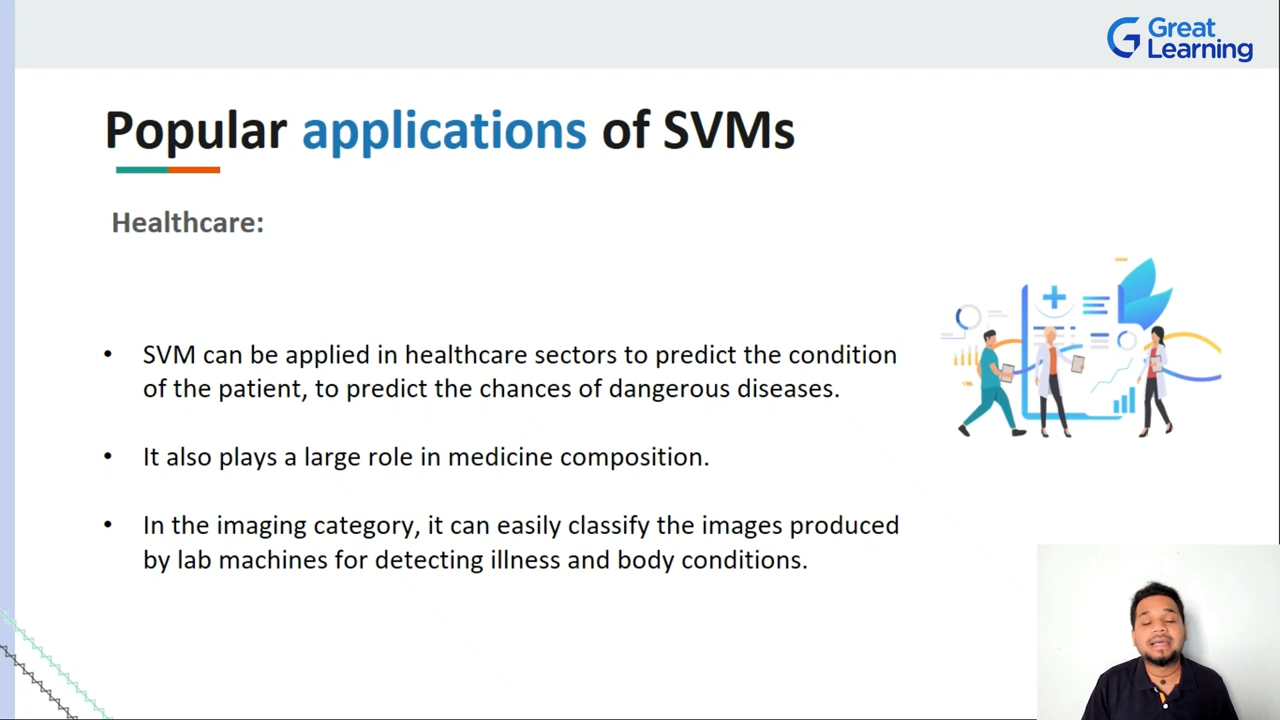 Great
Learning
Popular applications of SVMs
Healthcare:
• SVM can be applied in healthcare sectors to predict the condition
of the patient, to predict the chances of dangerous diseases.
• It also plays a large role in medicine composition.
• In the imaging category, it can easily classify the images produced
by lab machines for detecting illness and body conditions.